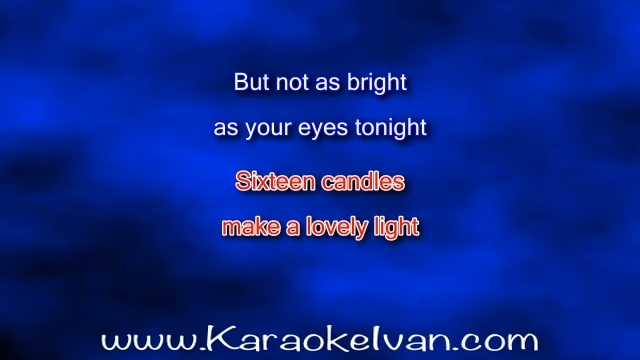 But not as bright
as your eyes tonight
Sixteen candles
make a lovely light
www.KaraokeIvan.com